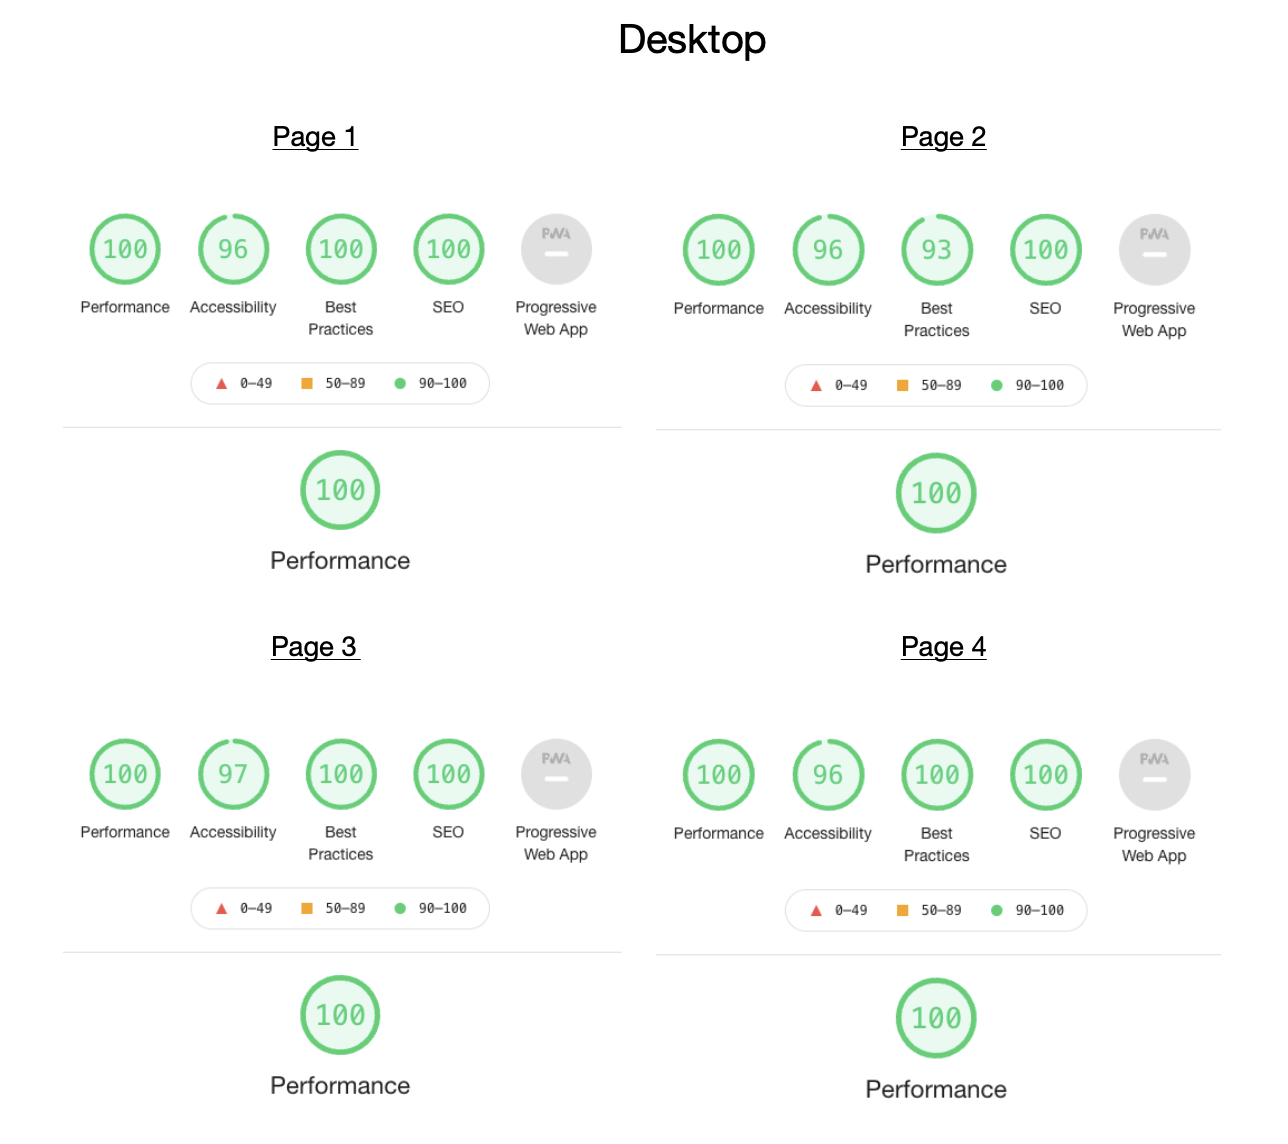 Desktop
Page 1
100 96 100 100 PWA
Performance Accessibility Best Practices SEO Progressive Web App
0–49 50–89 90–100
100
Performance
Page 2
100 96 93 100 PWA
Performance Accessibility Best Practices SEO Progressive Web App
0–49 50–89 90–100
100
Performance
Page 3
100 97 100 100 PWA
Performance Accessibility Best Practices SEO Progressive Web App
0–49 50–89 90–100
100
Performance
Page 4
100 96 100 100 PWA
Performance Accessibility Best Practices SEO Progressive Web App
0–49 50–89 90–100
100
Performance